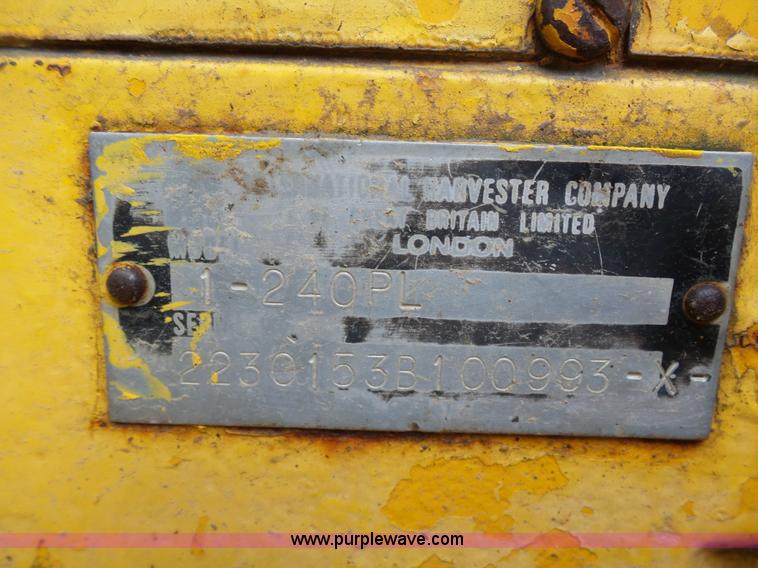 HARVESTER COMPANY
BRITAIN LIMITED
LONDON
1-240PL
2230153B100993-X-
www.purplewave.com